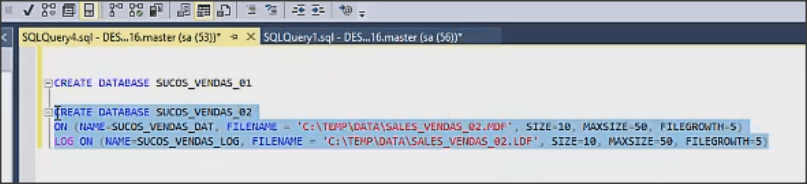 SQLQuery4.sql - DES...16.master (sa (53))*
SQLQuery1.sql - DES...16.master (sa (56))*
CREATE DATABASE SUCOS_VENDAS_01
CREATE DATABASE SUCOS_VENDAS_02
ON (NAME=SUCOS_VENDAS_DAT, FILENAME = 'C:\TEMP\DATA\SALES_VENDAS_02.MDF', SIZE=10, MAXSIZE=50, FILEGROWTH=5)
LOG ON (NAME=SUCOS_VENDAS_LOG, FILENAME = 'C:\TEMP\DATA\SALES_VENDAS_02.LDF', SIZE=10, MAXSIZE=50, FILEGROWTH=5)